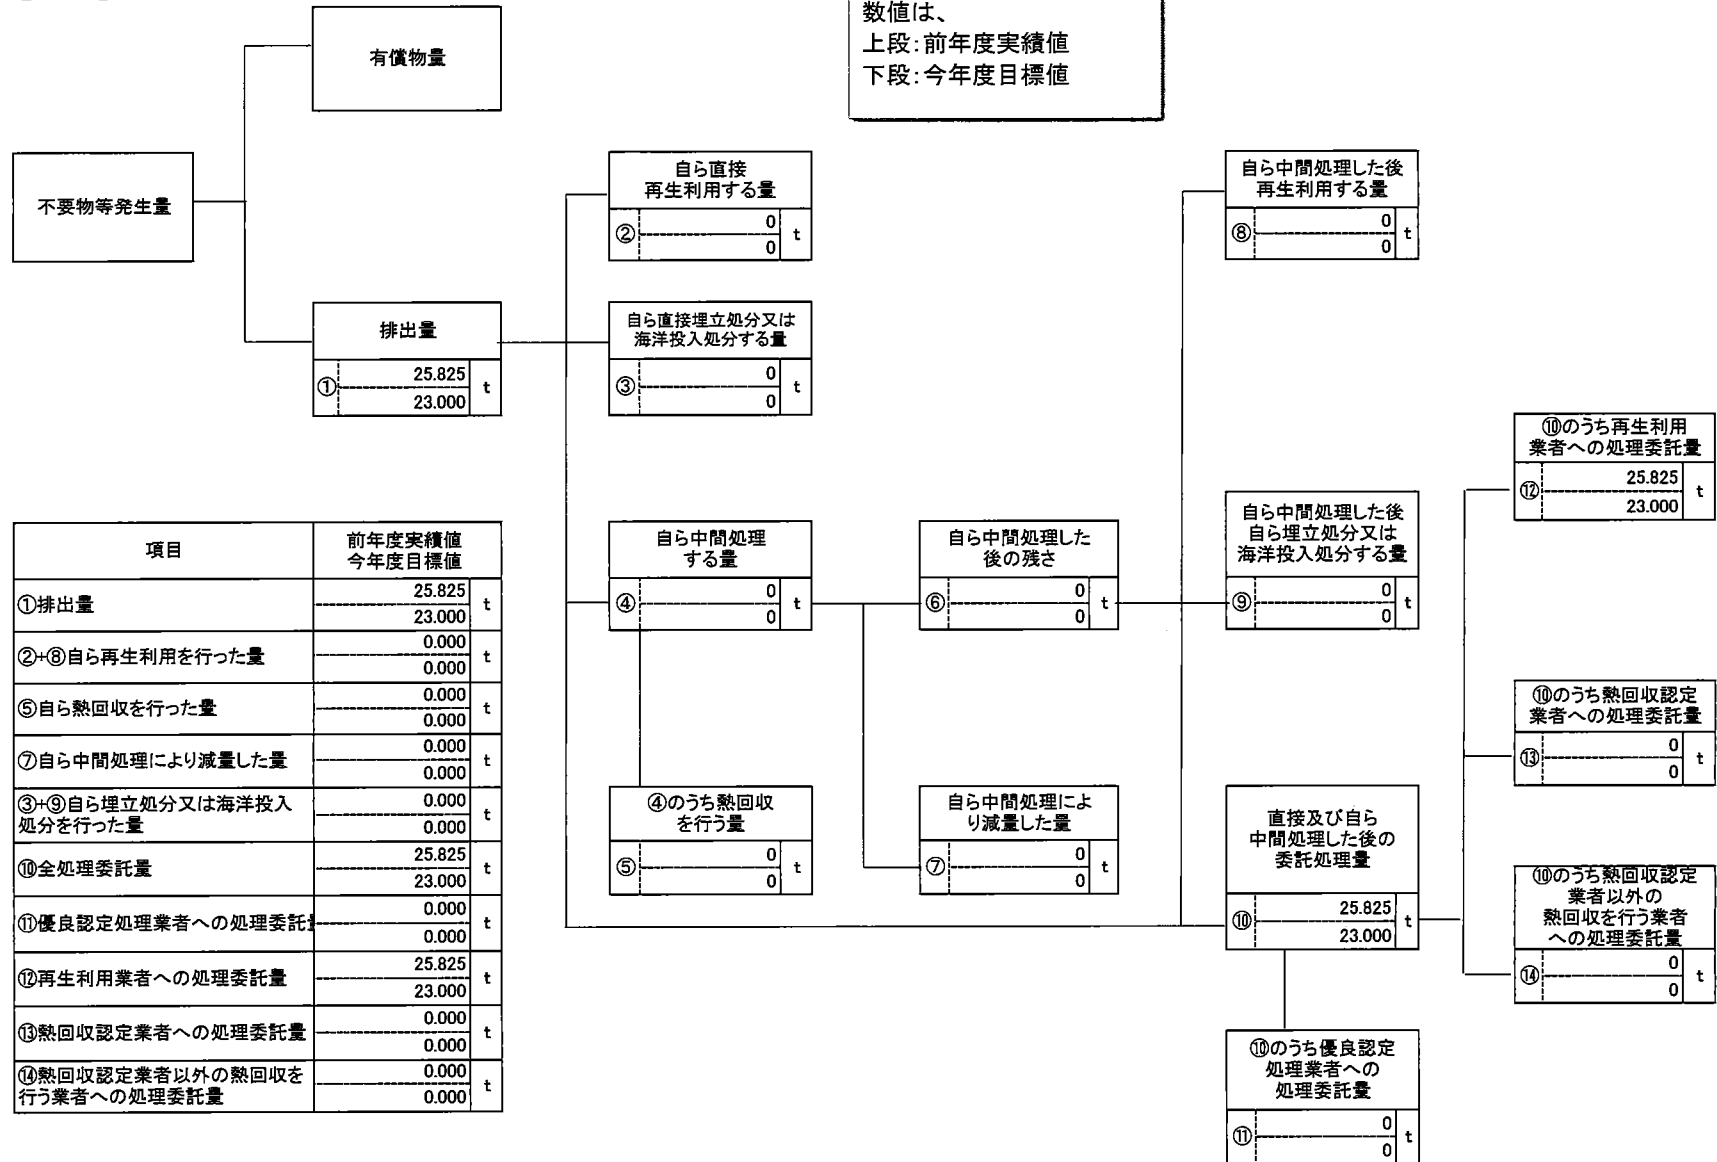 数値は、
上段：前年度実績値
下段：今年度目標値
有償物量
不要物等発生量
排出量
① 25.825 t
23.000
自ら直接
再生利用する量
② 0 t
0
自ら直接埋立処分又は
海洋投入処分する量
③ 0 t
0
自ら中間処理した後
再生利用する量
⑧ 0 t
0
自ら中間処理
する量
④ 0 t
0
自ら中間処理した
後の残さ
⑥ 0 t
0
自ら中間処理した後
自ら埋立処分又は
海洋投入処分する量
⑨ 0 t
0
④のうち熱回収
を行う量
⑤ 0 t
0
自ら中間処理によ
り減量した量
⑦ 0 t
0
直接及び自ら
中間処理した後の
委託処理量
⑩ 25.825 t
23.000
⑩のうち優良認定
処理業者への
処理委託量
⑪ 0 t
0
⑩のうち再生利用
業者への処理委託量
⑫ 25.825 t
23.000
⑩のうち熱回収認定
業者への処理委託量
⑬ 0 t
0
⑩のうち熱回収認定
業者以外の
熱回収を行う業者
への処理委託量
⑭ 0 t
0
項目 前年度実績値
今年度目標値
①排出量 25.825 t
23.000
②+⑧自ら再生利用を行った量 0.000 t
0.000
⑤自ら熱回収を行った量 0.000 t
0.000
⑦自ら中間処理により減量した量 0.000 t
0.000
③+⑨自ら埋立処分又は海洋投入
処分を行った量 0.000 t
0.000
⑩全処理委託量 25.825 t
23.000
⑪優良認定処理業者への処理委託 0.000 t
0.000
⑫再生利用業者への処理委託量 25.825 t
23.000
⑬熱回収認定業者への処理委託量 0.000 t
0.000
⑭熱回収認定業者以外の熱回収を
行う業者への処理委託量 0.000 t
0.000